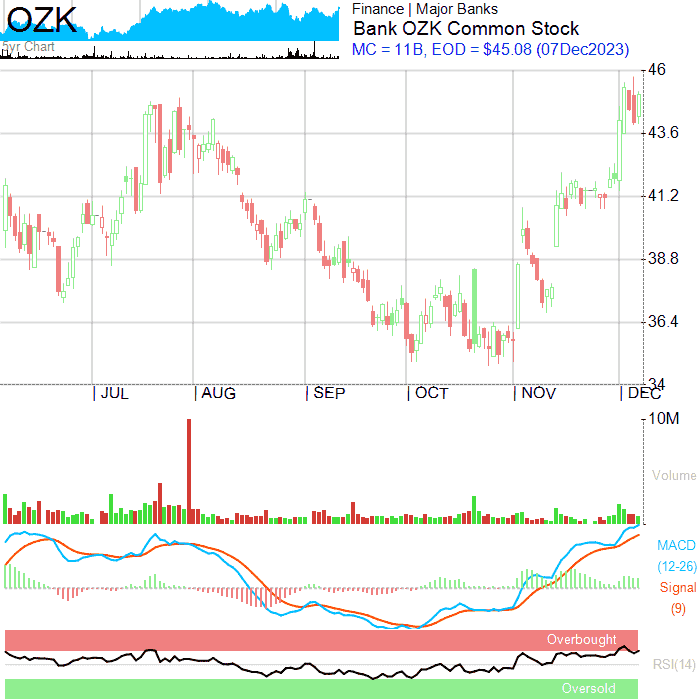 OZK
5yr Chart
Finance | Major Banks
Bank OZK Common Stock
MC = 11B, EOD = $45.08 (07Dec2023)
46
43.6
41.2
38.8
36.4
34
JUL AUG SEP OCT NOV DEC
10M
Volume
MACD
(12-26)
Signal
(9)
Overbought
RSI(14)
Oversold